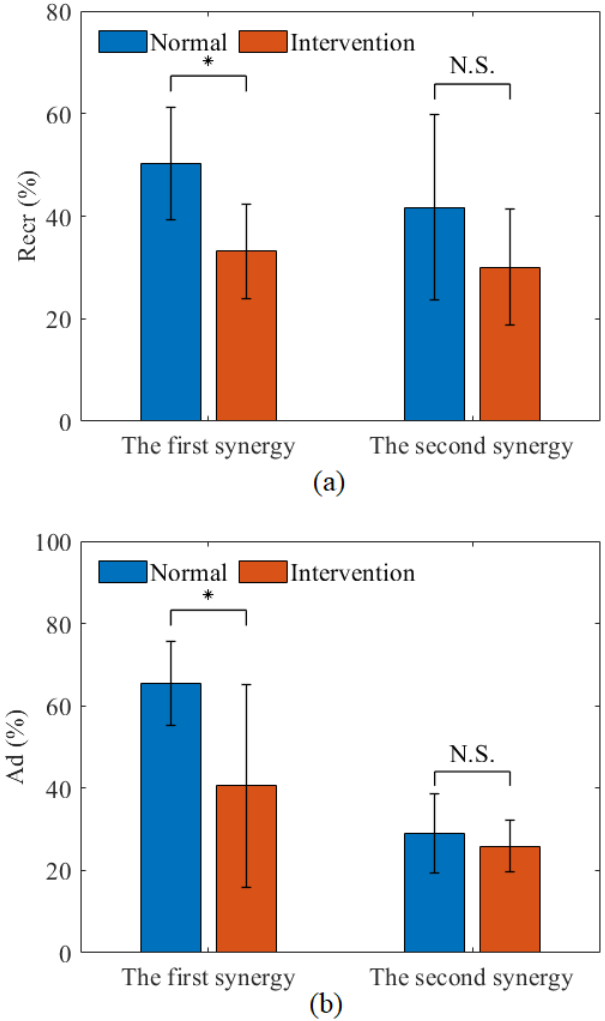 80
Normal Intervention
*
N.S.
60
Recr (%)
40
20
0
The first synergy The second synergy
(a)
100
Normal Intervention
*
80
60
Ad (%)
N.S.
40
20
0
The first synergy The second synergy
(b)